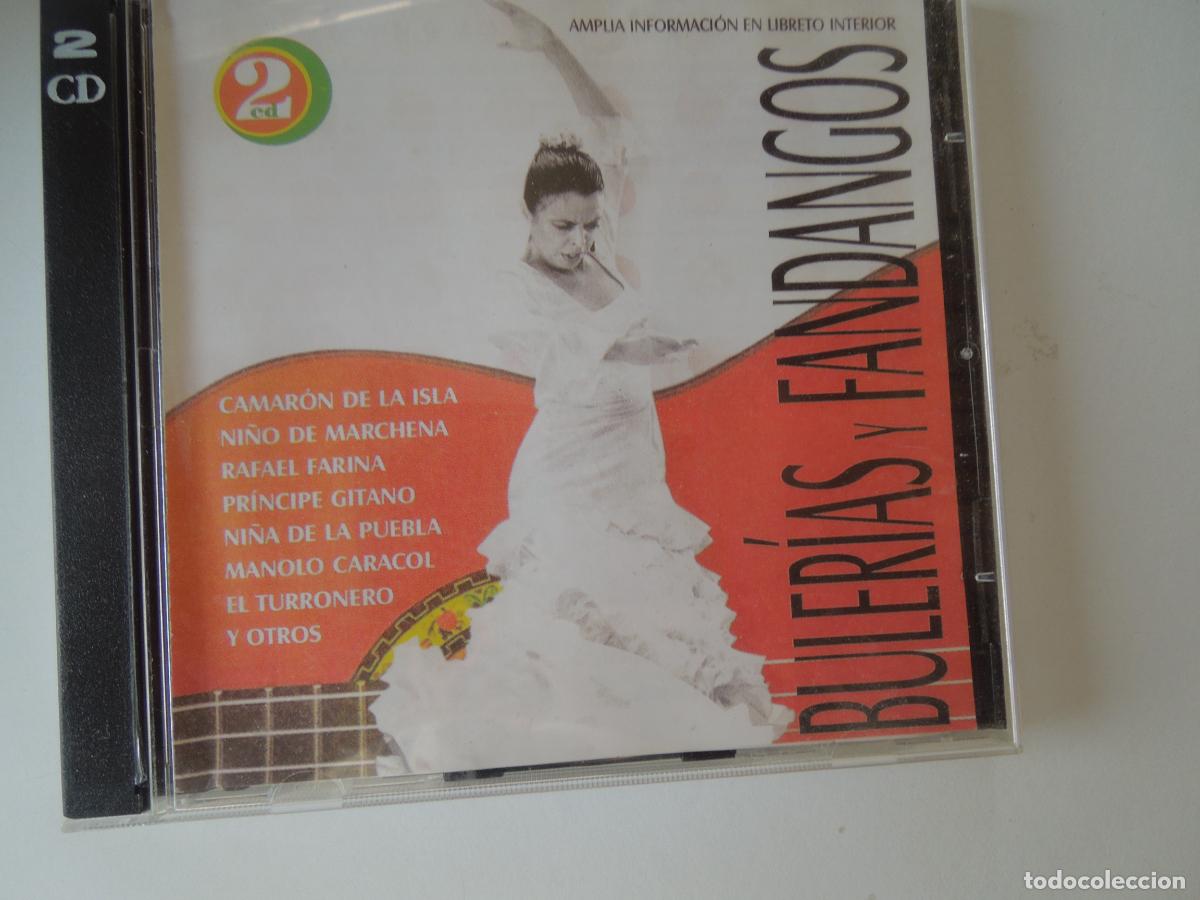 2
CD
AMPLIA INFORMACIÓN EN LIBRETO INTERIOR
2
cd
CAMARÓN DE LA ISLA
NIÑO DE MARCHENA
RAFAEL FARINA
PRÍNCIPE GITANO
NIÑA DE LA PUEBLA
MANOLO CARACOL
EL TURRONERO
Y OTROS
BULERÍAS Y FANDANGOS
todocoleccion